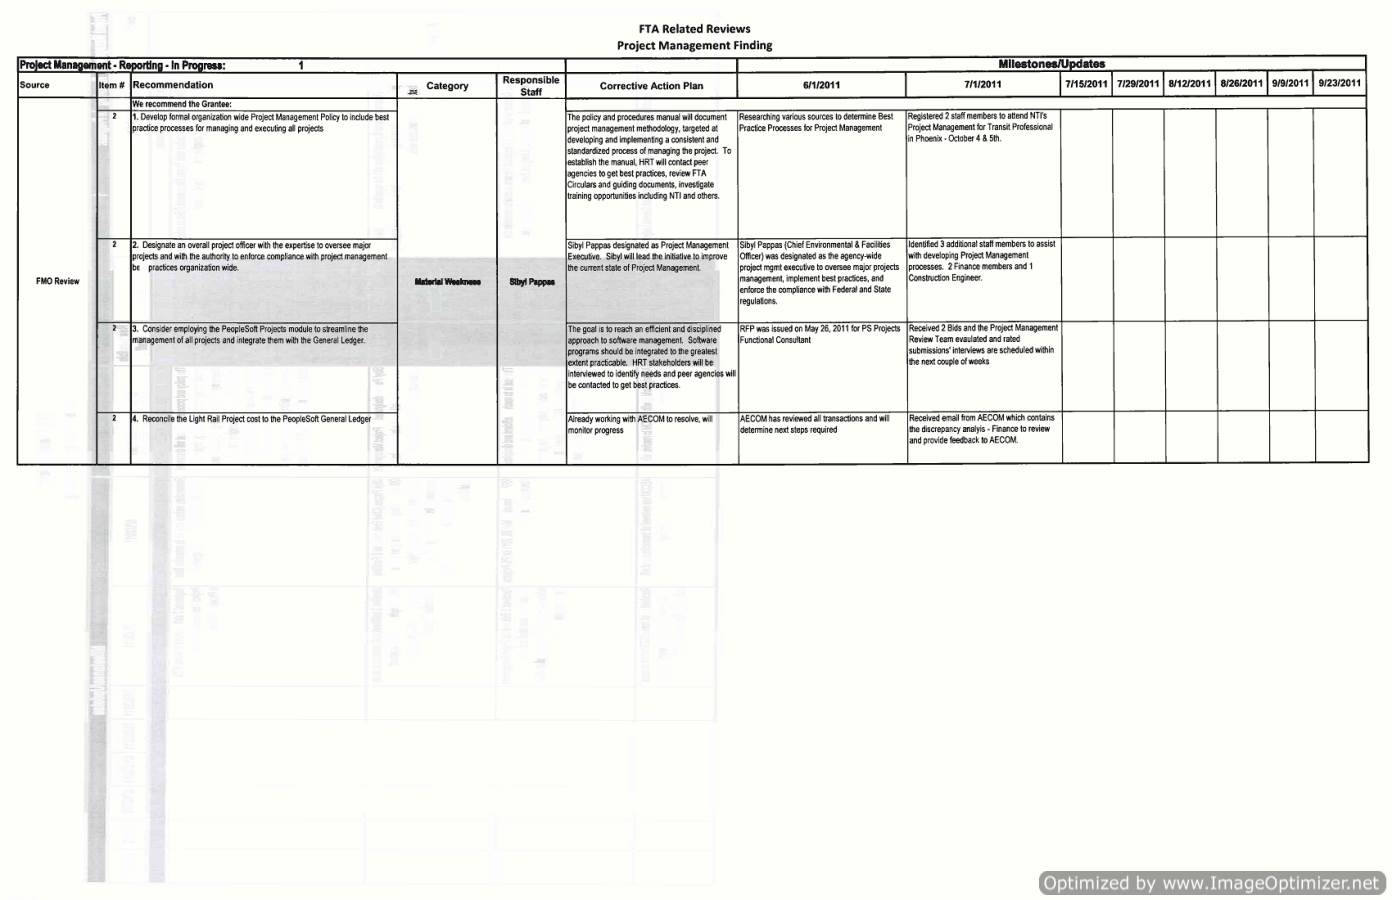 FTA Related Reviews
Project Management Finding
Project Management - Reporting - In Progress: 1
Milestones/Updates
Source
Item #
Recommendation
Category
Responsible
Staff
Corrective Action Plan
6/1/2011
7/1/2011
7/15/2011
7/29/2011
8/12/2011
8/26/2011
9/9/2011
9/23/2011
We recommend the Grantee:
FMO Review
Material Weakness
Sibyl Pappas
2
1. Develop formal organization wide Project Management Policy to include best
practice processes for managing and executing all projects
The policy and procedures manual will document
project management methodology, targeted at
developing and implementing a consistent and
standardized process of managing the project. To
establish the manual, HRT will contact peer
agencies to get best practices, review FTA
Circulars and guiding documents, investigate
training opportunities including NTI and others.
Researching various sources to determine Best
Practice Processes for Project Management
Registered 2 staff members to attend NTI's
Project Management for Transit Professional
in Phoenix - October 4 & 5th.
2
2. Designate an overall project officer with the expertise to oversee major
projects and with the authority to enforce compliance with project management
be practices organization wide.
Sibyl Pappas designated as Project Management
Executive. Sibyl will lead the initiative to improve
the current state of Project Management.
Sibyl Pappas (Chief Environmental & Facilities
Officer) was designated as the agency-wide
project mgmt executive to oversee major projects
management, implement best practices, and
enforce the compliance with Federal and State
regulations.
Identified 3 additional staff members to assist
with developing Project Management
processes. 2 Finance members and 1
Construction Engineer.
2
3. Consider employing the PeopleSoft Projects module to streamline the
management of all projects and integrate them with the General Ledger.
The goal is to reach an efficient and disciplined
approach to software management. Software
programs should be integrated to the greatest
extent practicable. HRT stakeholders will be
interviewed to identify needs and peer agencies will
be contacted to get best practices.
RFP was issued on May 26, 2011 for PS Projects
Functional Consultant
Received 2 Bids and the Project Management
Review Team evaulated and rated
submissions' interviews are scheduled within
the next couple of weeks
2
4. Reconcile the Light Rail Project cost to the PeopleSoft General Ledger
Already working with AECOM to resolve, will
monitor progress
AECOM has reviewed all transactions and will
determine next steps required
Received email from AECOM which contains
the discrepancy analyis - Finance to review
and provide feedback to AECOM.
Optimized by www.ImageOptimizer.net